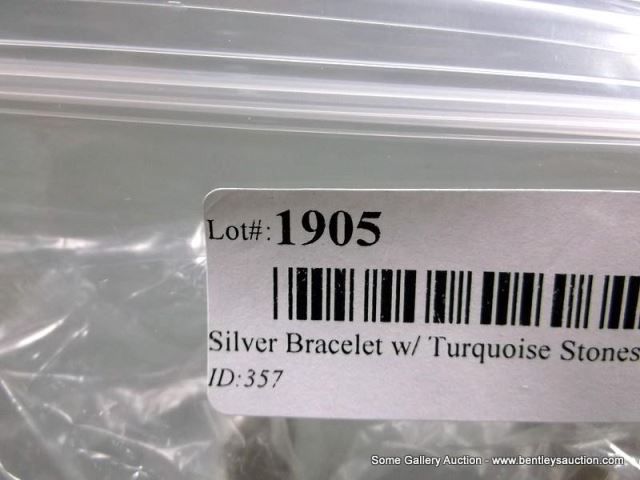 Lot#: 1905
Silver Bracelet w/ Turquoise Stones
ID:357
Some Gallery Auction - www.bentleysauction.com